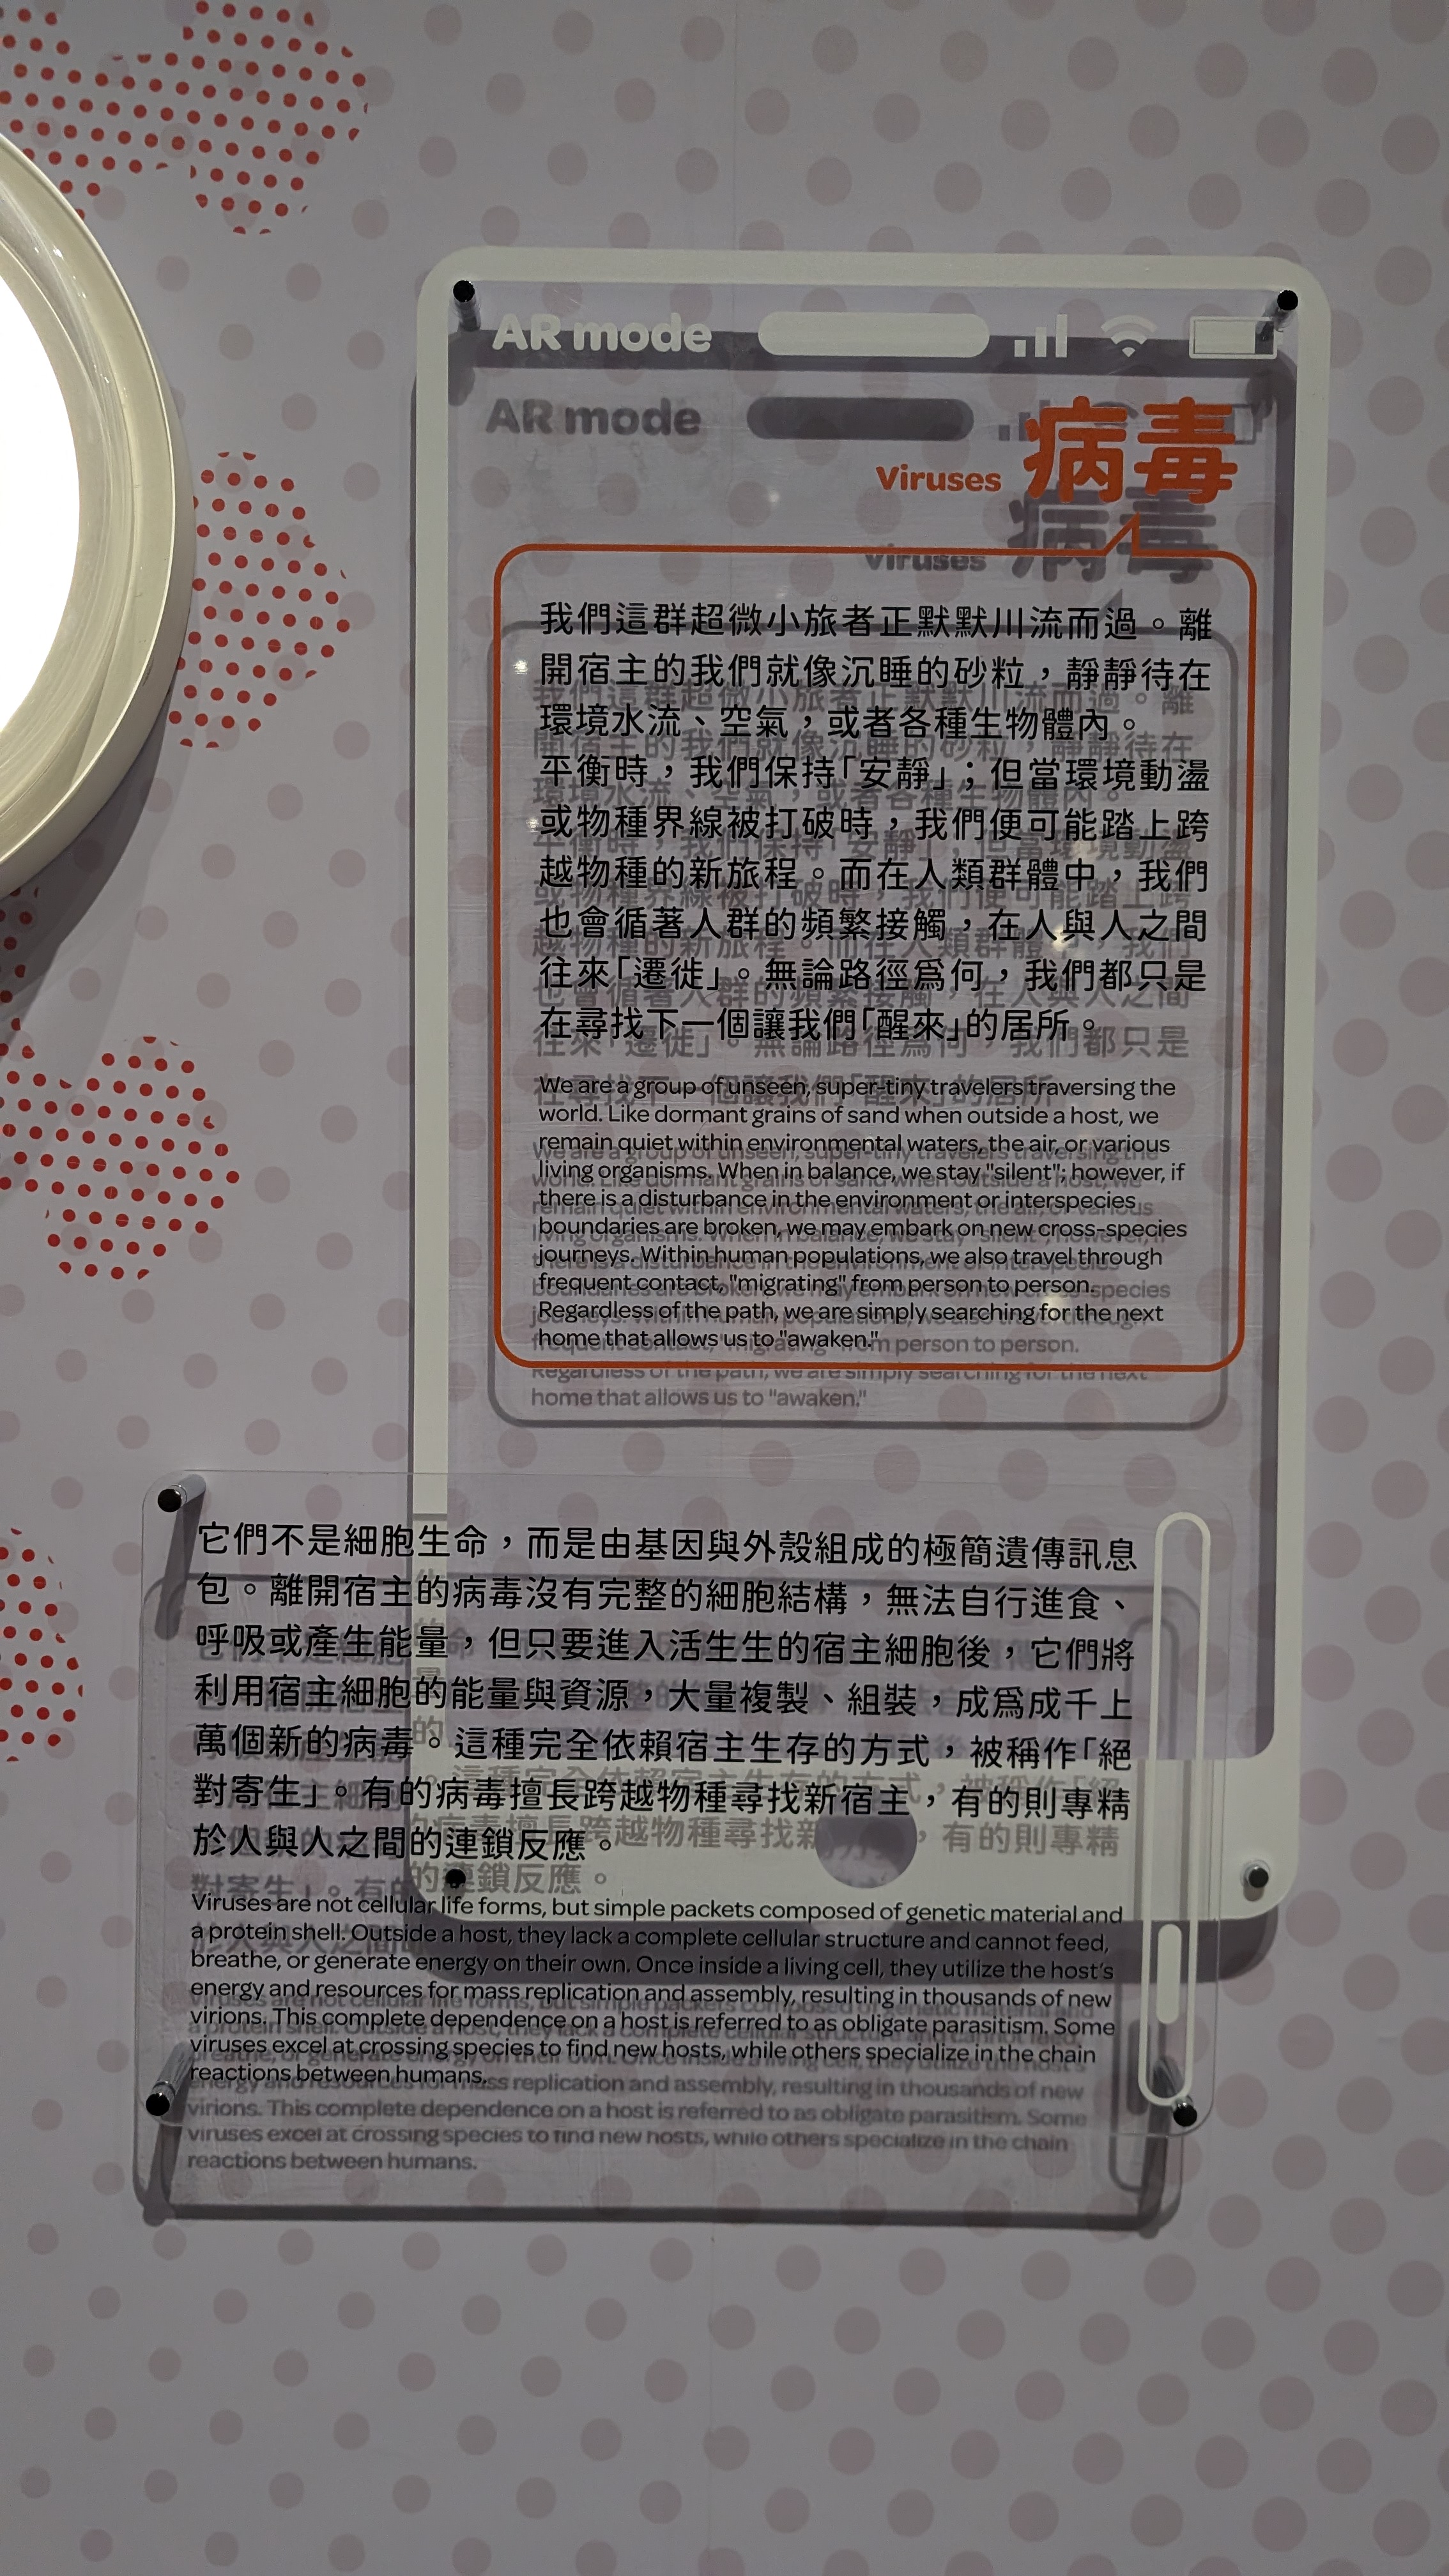 AR mode
Viruses 病毒
我們這群超微小旅者正默默川流而過。離
開宿主的我們就像沉睡的砂粒，靜靜待在
環境水流、空氣，或者各種生物體內。
平衡時，我們保持「安靜」；但當環境動盪
或物種界線被打破時，我們便可能踏上跨
越物種的新旅程。而在人類群體中，我們
也會循著人群的頻繁接觸，在人與人之間
往來「遷徙」。無論路徑爲何，我們都只是
在尋找下一個讓我們「醒來」的居所。
We are a group of unseen, super-tiny travelers traversing the
world. Like dormant grains of sand when outside a host, we
remain quiet within environmental waters, the air, or various
living organisms. When in balance, we stay "silent"; however, if
there is a disturbance in the environment or interspecies
boundaries are broken, we may embark on new cross-species
journeys. Within human populations, we also travel through
frequent contact, "migrating" from person to person.
Regardless of the path, we are simply searching for the next
home that allows us to "awaken."
它們不是細胞生命，而是由基因與外殼組成的極簡遺傳訊息
包。離開宿主的病毒沒有完整的細胞結構，無法自行進食、
呼吸或產生能量，但只要進入活生生的宿主細胞後，它們將
利用宿主細胞的能量與資源，大量複製、組裝，成爲成千上
萬個新的病毒。這種完全依賴宿主生存的方式，被稱作「絕
對寄生」。有的病毒擅長跨越物種尋找新宿主，有的則專精
於人與人之間的連鎖反應。
Viruses are not cellular life forms, but simple packets composed of genetic material and
a protein shell. Outside a host, they lack a complete cellular structure and cannot feed,
breathe, or generate energy on their own. Once inside a living cell, they utilize the host's
energy and resources for mass replication and assembly, resulting in thousands of new
virions. This complete dependence on a host is referred to as obligate parasitism. Some
viruses excel at crossing species to find new hosts, while others specialize in the chain
reactions between humans.